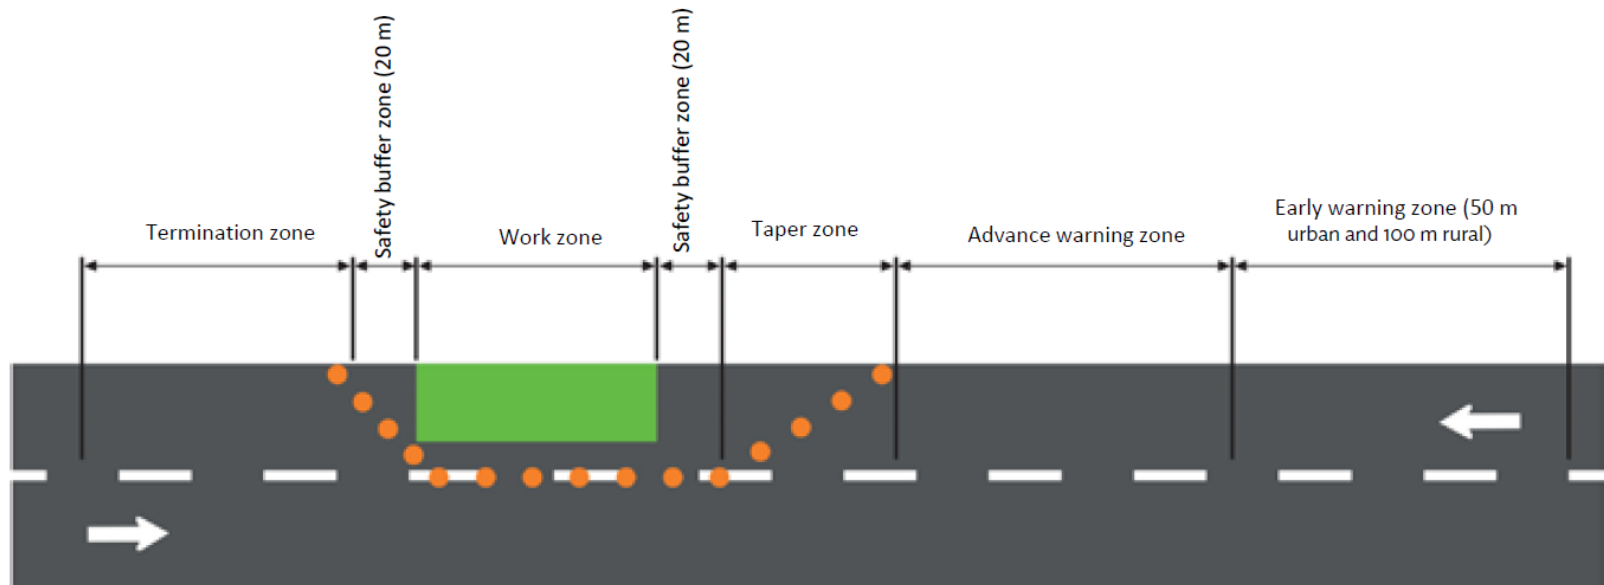 Termination zone
Safety buffer zone (20 m)
Work zone
Safety buffer zone (20 m)
Taper zone
Advance warning zone
Early warning zone (50 m
urban and 100 m rural)